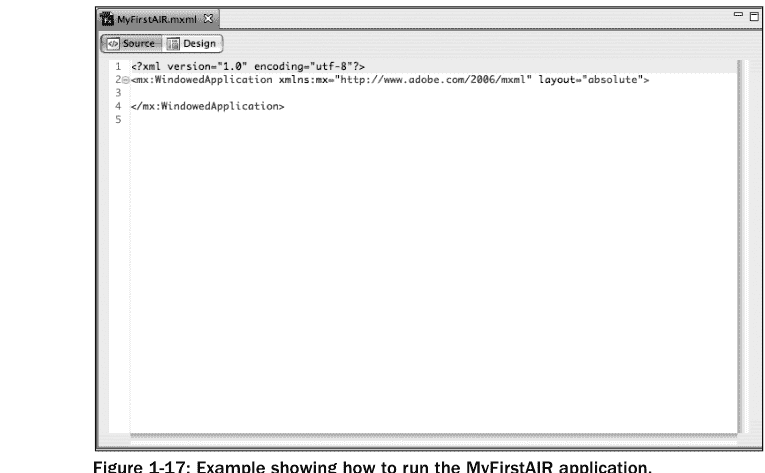 MyFirstAIR.mxml
Source Design
1 <?xml version="1.0" encoding="utf-8"?>
2 <mx:WindowedApplication xmlns:mx="http://www.adobe.com/2006/mxml" layout="absolute">
3
4 </mx:WindowedApplication>
5
Figure 1-17: Example showing how to run the MyFirstAIR application.